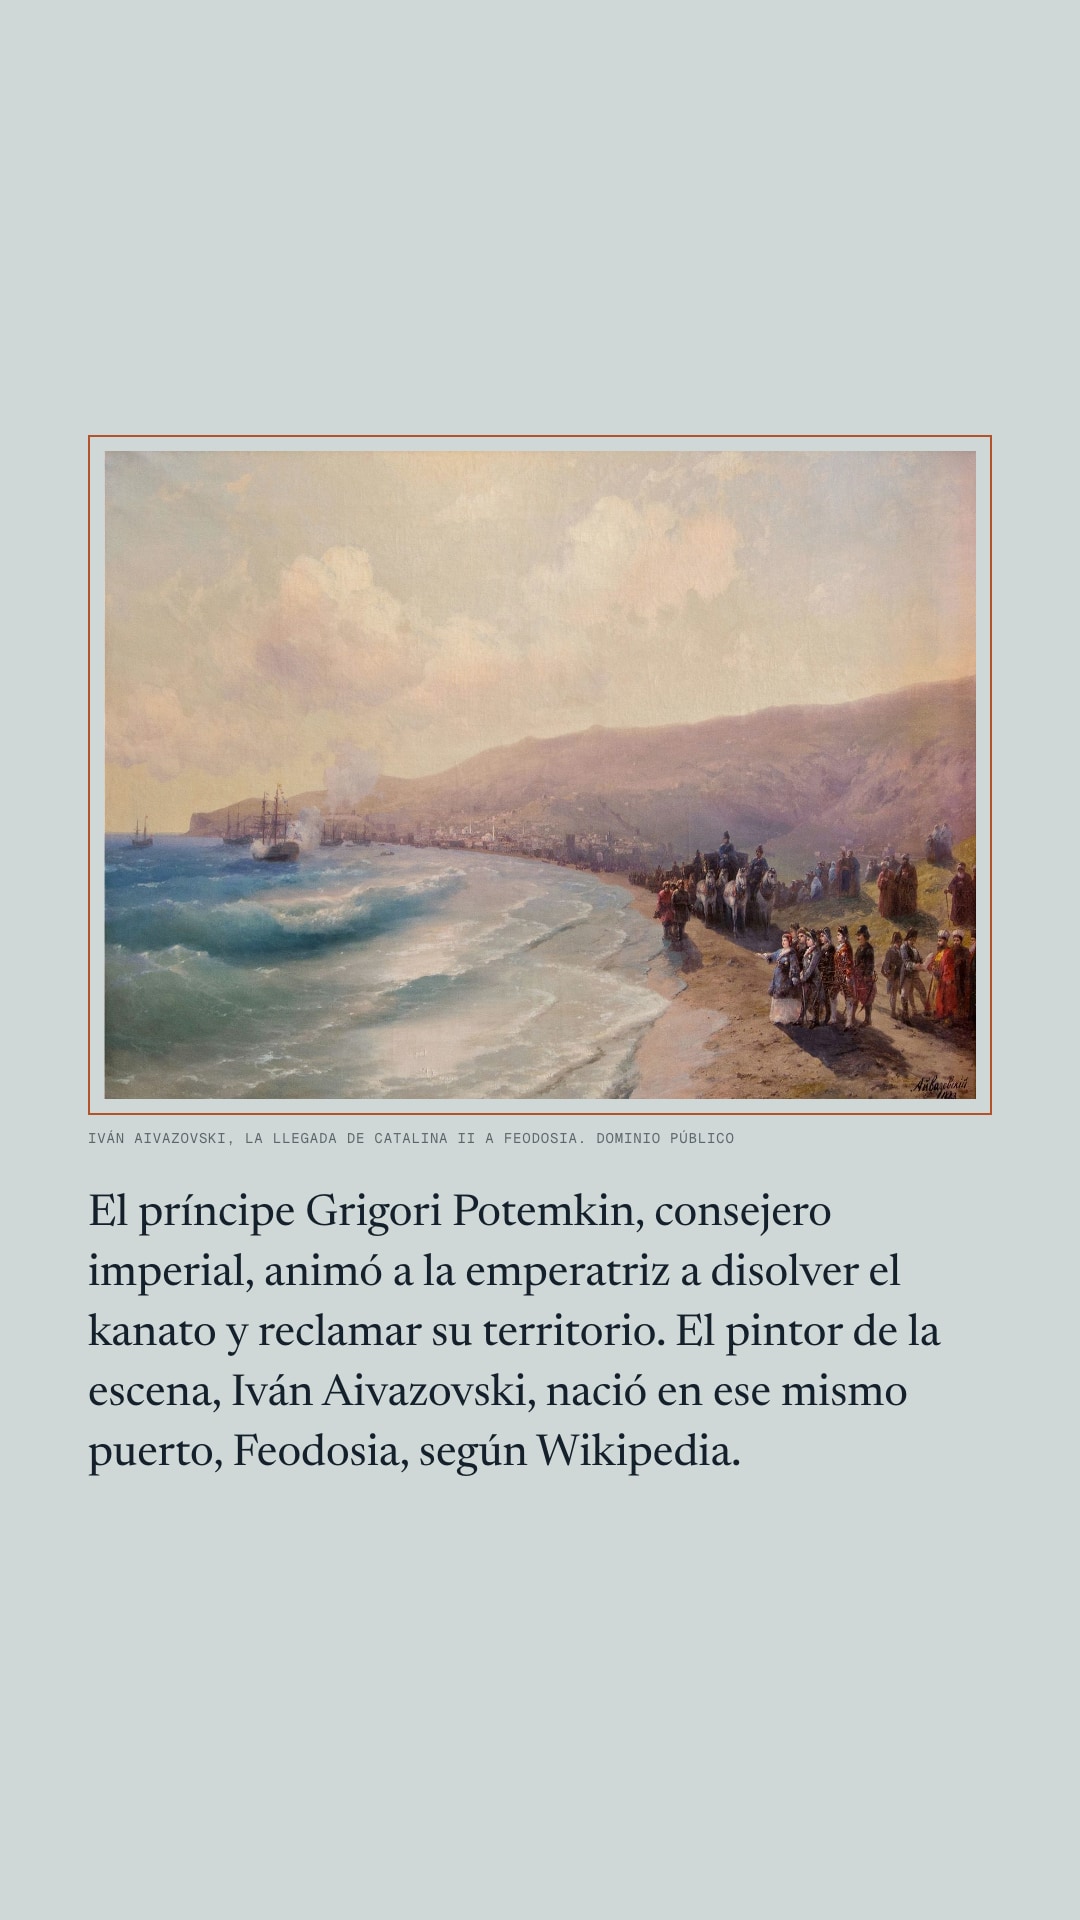 Айвазовскій
IVÁN AIVAZOVSKI, LA LLEGADA DE CATALINA II A FEODOSIA. DOMINIO PÚBLICO
El príncipe Grigori Potemkin, consejero
imperial, animó a la emperatriz a disolver el
kanato y reclamar su territorio. El pintor de la
escena, Iván Aivazovski, nació en ese mismo
puerto, Feodosia, según Wikipedia.